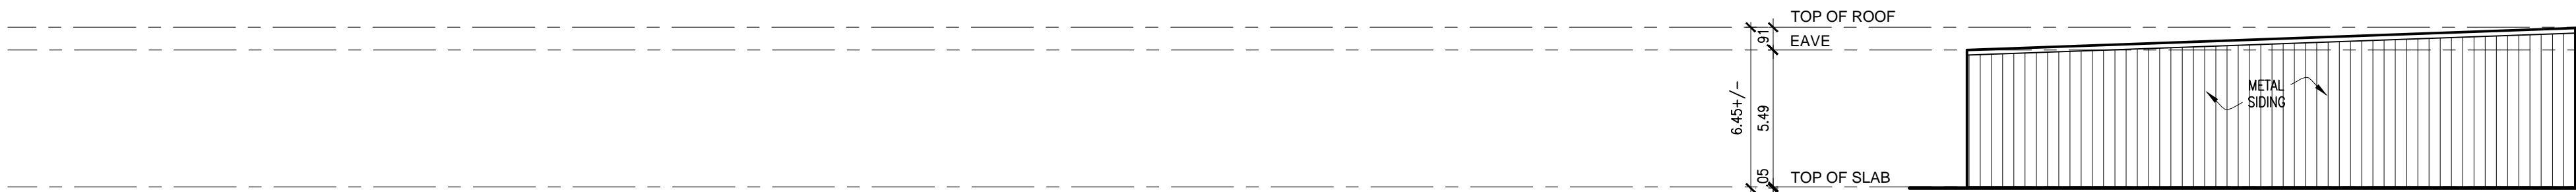 TOP OF ROOF
.91
EAVE
METAL
SIDING
6.45+/-
5.49
.05
TOP OF SLAB